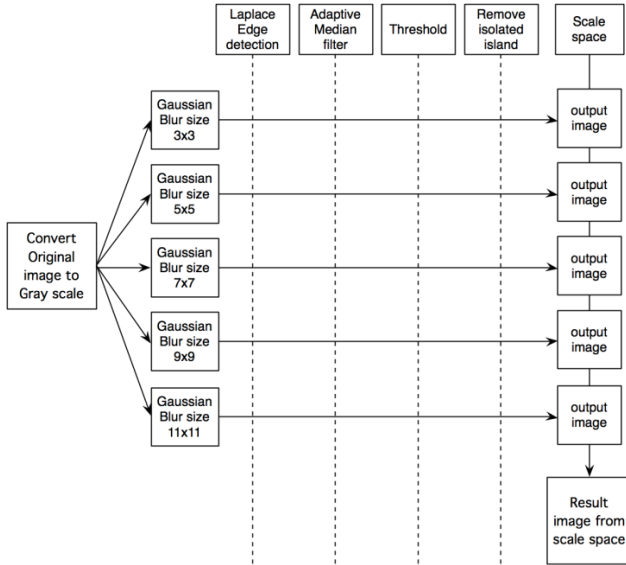 Laplace
Edge
detection
Adaptive
Median
filter
Threshold
Remove
isolated
island
Scale
space
Gaussian
Blur size
3x3
output
image
Gaussian
Blur size
5x5
output
image
Convert
Original
image to
Gray scale
Gaussian
Blur size
7x7
output
image
Gaussian
Blur size
9x9
output
image
Gaussian
Blur size
11x11
output
image
Result
image from
scale space